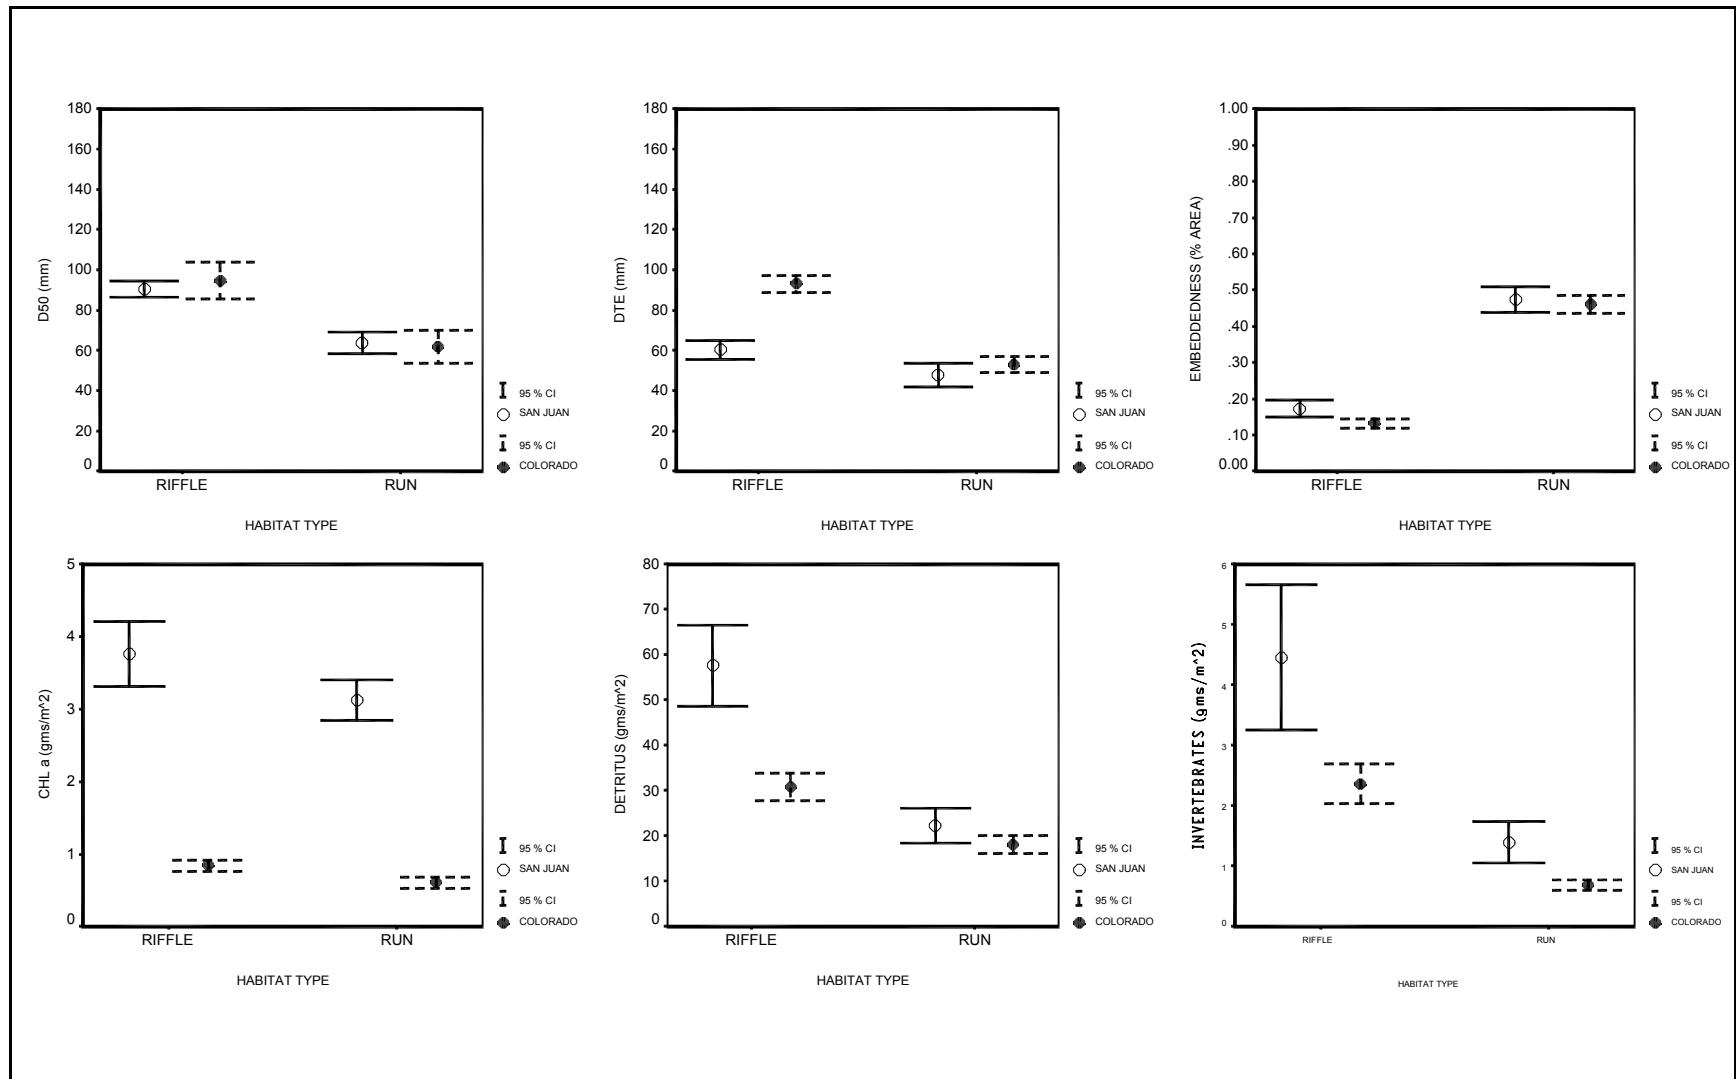 180
160
140
120
100
80
60
40
20
0
D50 (mm)
RIFFLE
RUN
HABITAT TYPE
95 % CI
SAN JUAN
95 % CI
COLORADO
180
160
140
120
100
80
60
40
20
0
DTE (mm)
RIFFLE
RUN
HABITAT TYPE
95 % CI
SAN JUAN
95 % CI
COLORADO
1.00
.90
.80
.70
.60
.50
.40
.30
.20
.10
0.00
EMBEDDEDNESS (% AREA)
RIFFLE
RUN
HABITAT TYPE
95 % CI
SAN JUAN
95 % CI
COLORADO
5
4
3
2
1
0
CHL a (gms/m^2)
RIFFLE
RUN
HABITAT TYPE
95 % CI
SAN JUAN
95 % CI
COLORADO
80
70
60
50
40
30
20
10
0
DETRITUS (gms/m^2)
RIFFLE
RUN
HABITAT TYPE
95 % CI
SAN JUAN
95 % CI
COLORADO
6
5
4
3
2
1
0
INVERTEBRATES (gms/m^2)
RIFFLE
RUN
HABITAT TYPE
95 % CI
SAN JUAN
95 % CI
COLORADO